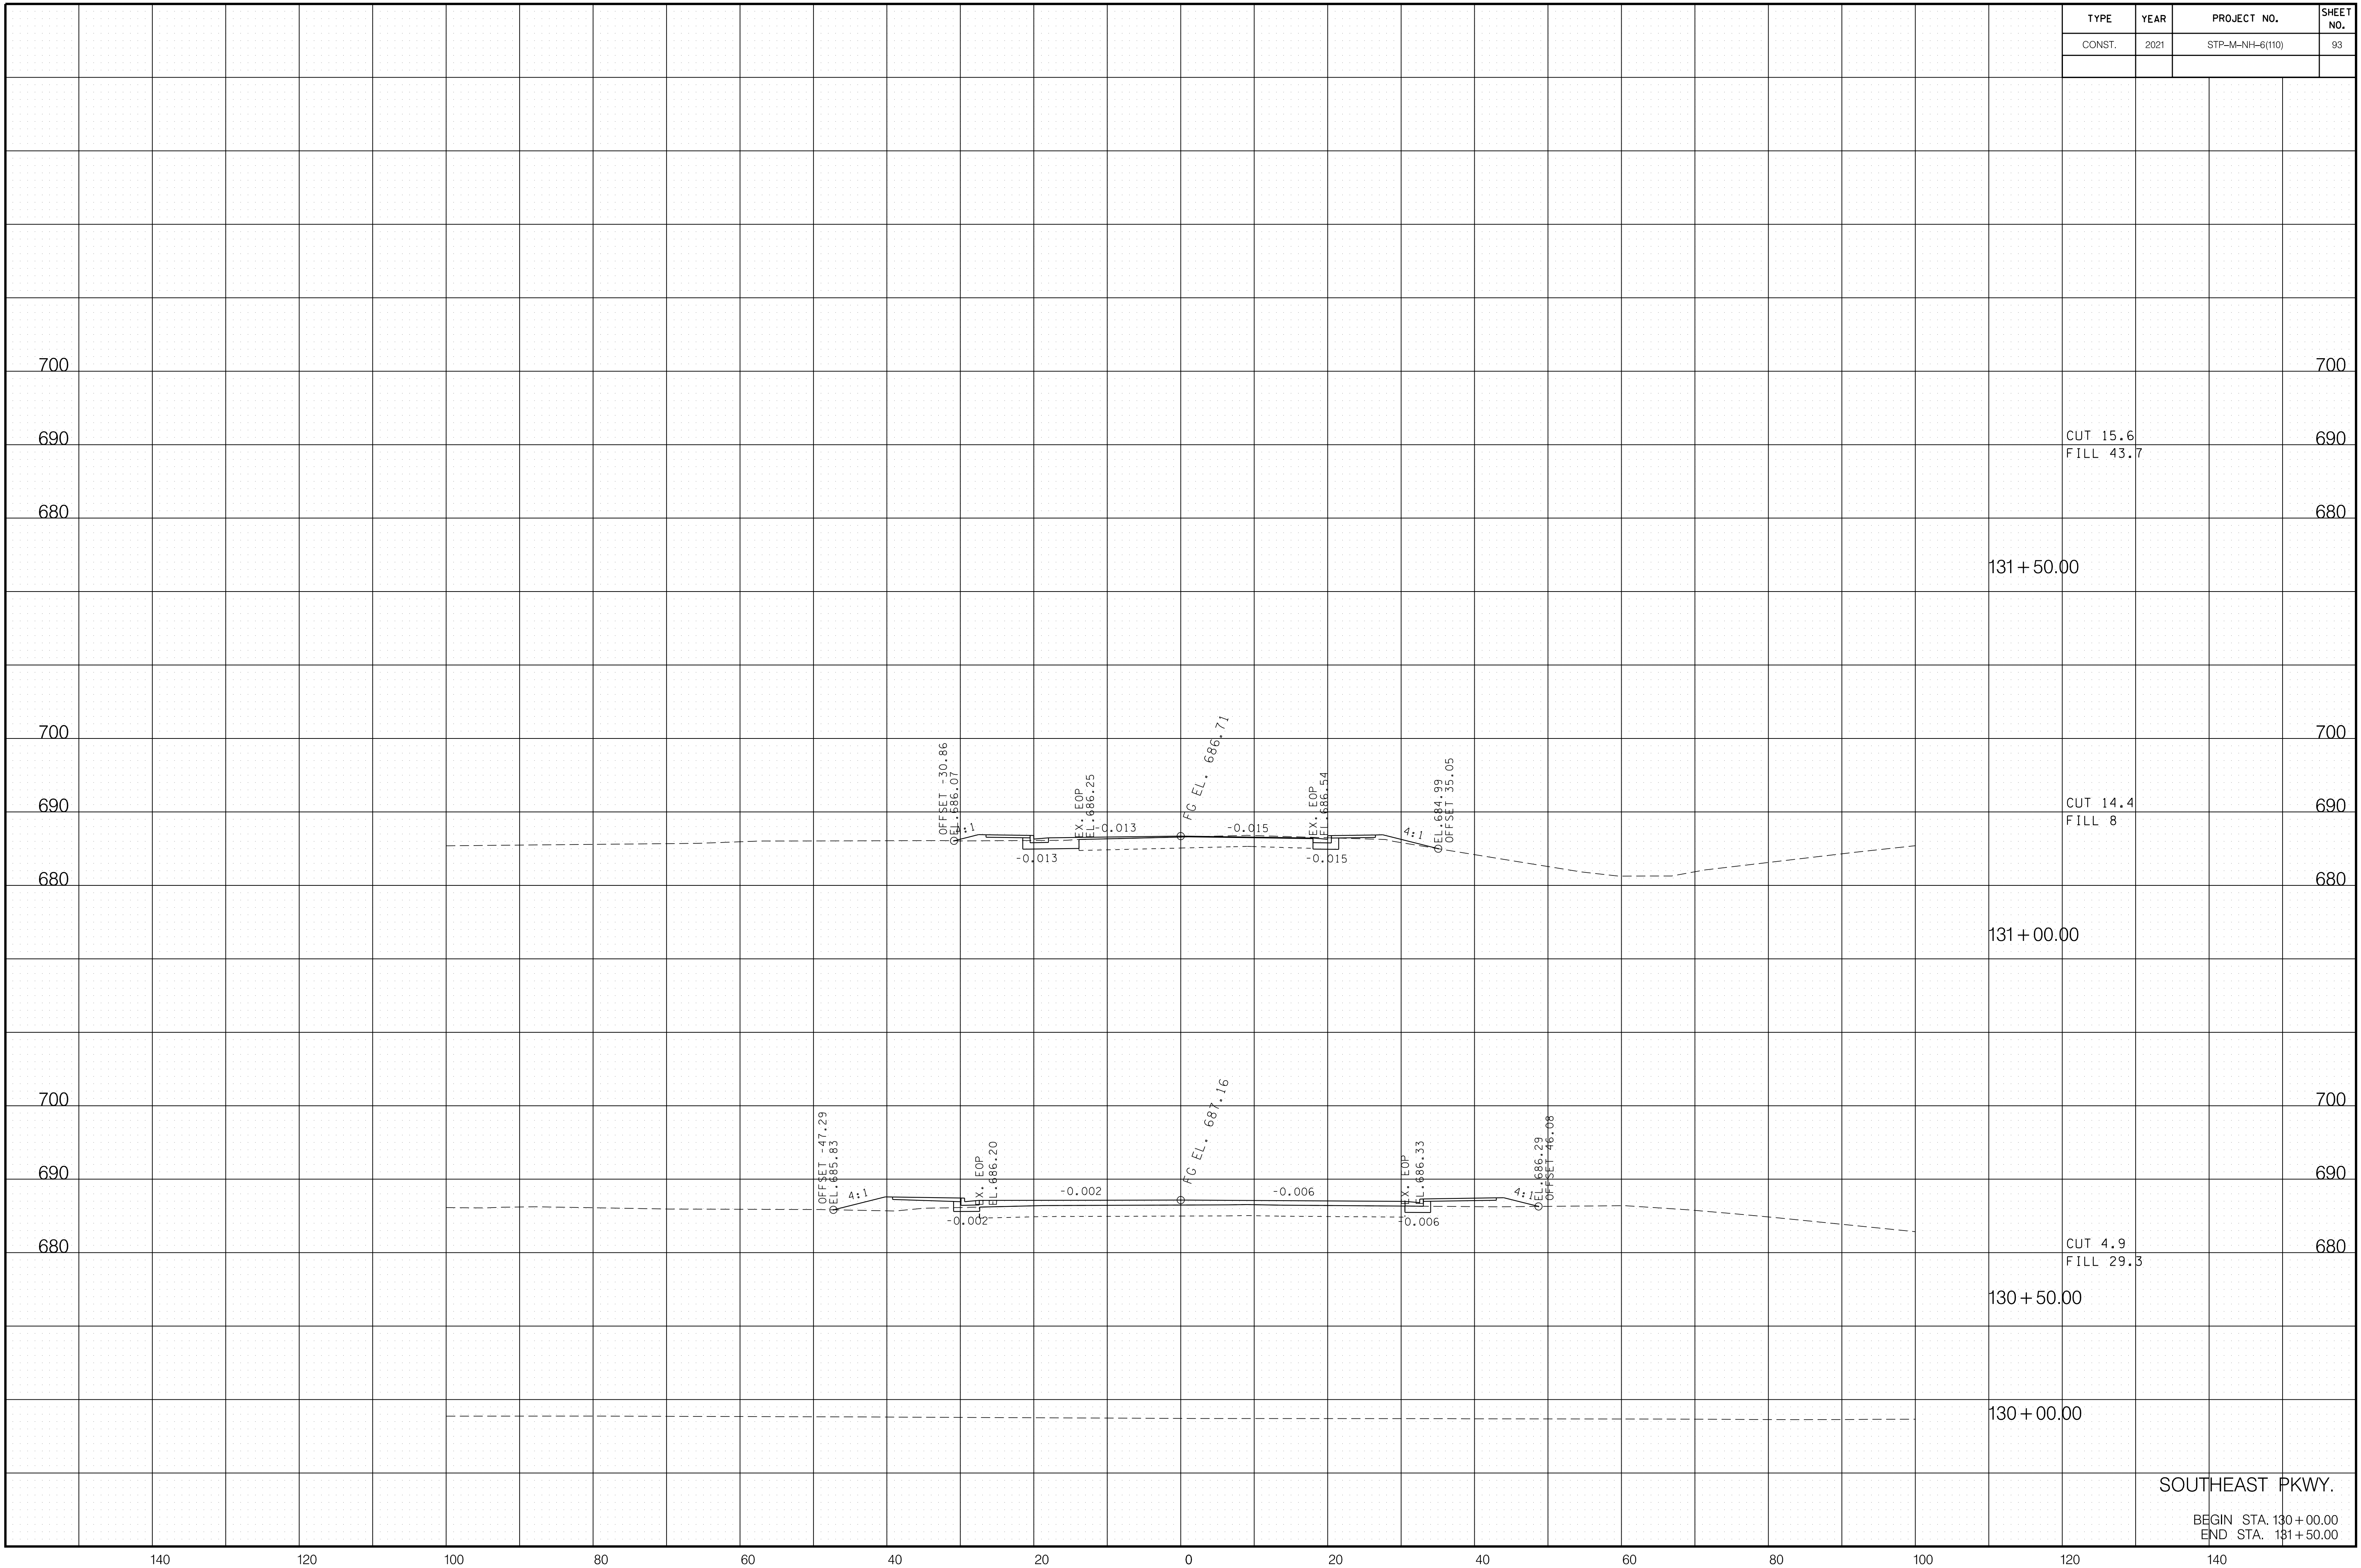 TYPE YEAR PROJECT NO. SHEET NO.
CONST. 2021 STP-M-NH-6(110) 93
700 700
690 690
CUT 15.6
FILL 43.7
680 680
131+50.00
700 700
OFFSET -30.86
EL.686.07
4:1
EX. EOP
EL.686.25
-0.013
FG EL. 686.71
-0.015
EX. EOP
EL.686.54
4:1
EL.684.99
OFFSET 35.05
690 690
CUT 14.4
FILL 8
-0.013
-0.015
680 680
131+00.00
700 700
OFFSET -47.29
EL.685.83
4:1
EX. EOP
EL.686.20
-0.002
FG EL. 687.16
-0.006
EX. EOP
EL.686.33
4:1
EL.686.29
OFFSET 46.08
690 690
-0.002
-0.006
680 680
CUT 4.9
FILL 29.3
130+50.00
130+00.00
SOUTHEAST PKWY.
BEGIN STA. 130+00.00
END STA. 131+50.00
140 120 100 80 60 40 20 0 20 40 60 80 100 120 140